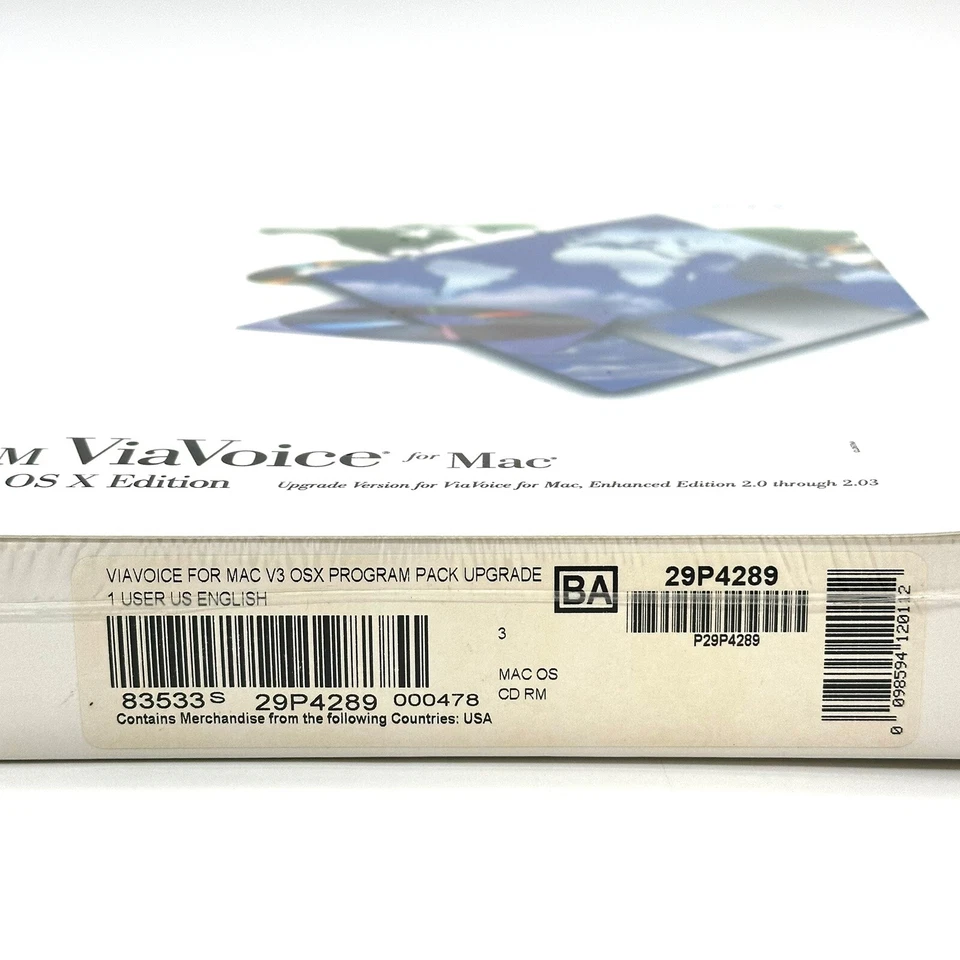 M ViaVoice® for Mac®
OS X Edition
Upgrade Version for ViaVoice for Mac, Enhanced Edition 2.0 through 2.03
VIAVOICE FOR MAC V3 OSX PROGRAM PACK UPGRADE
1 USER US ENGLISH
83533S 29P4289 000478
Contains Merchandise from the following Countries: USA
3
MAC OS
CD RM
BA
29P4289
P29P4289
0 098594 120112